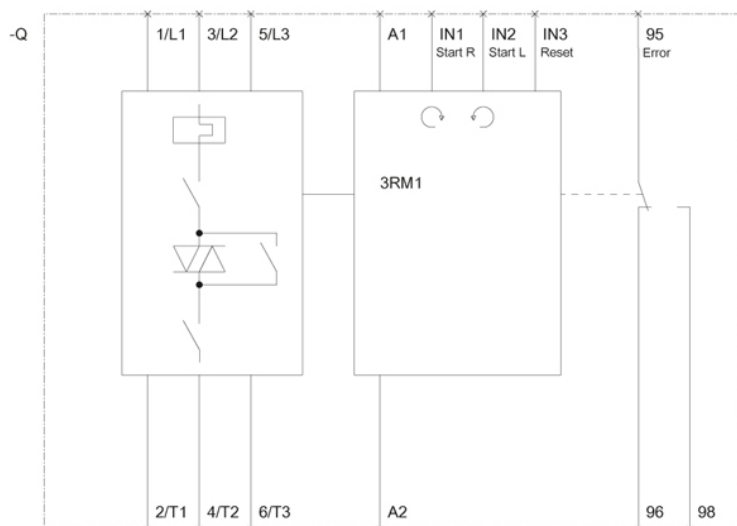 -Q
1/L1 3/L2 5/L3 A1 IN1 IN2 IN3 95
Start R Start L Reset Error
3RM1
2/T1 4/T2 6/T3 A2 96 98